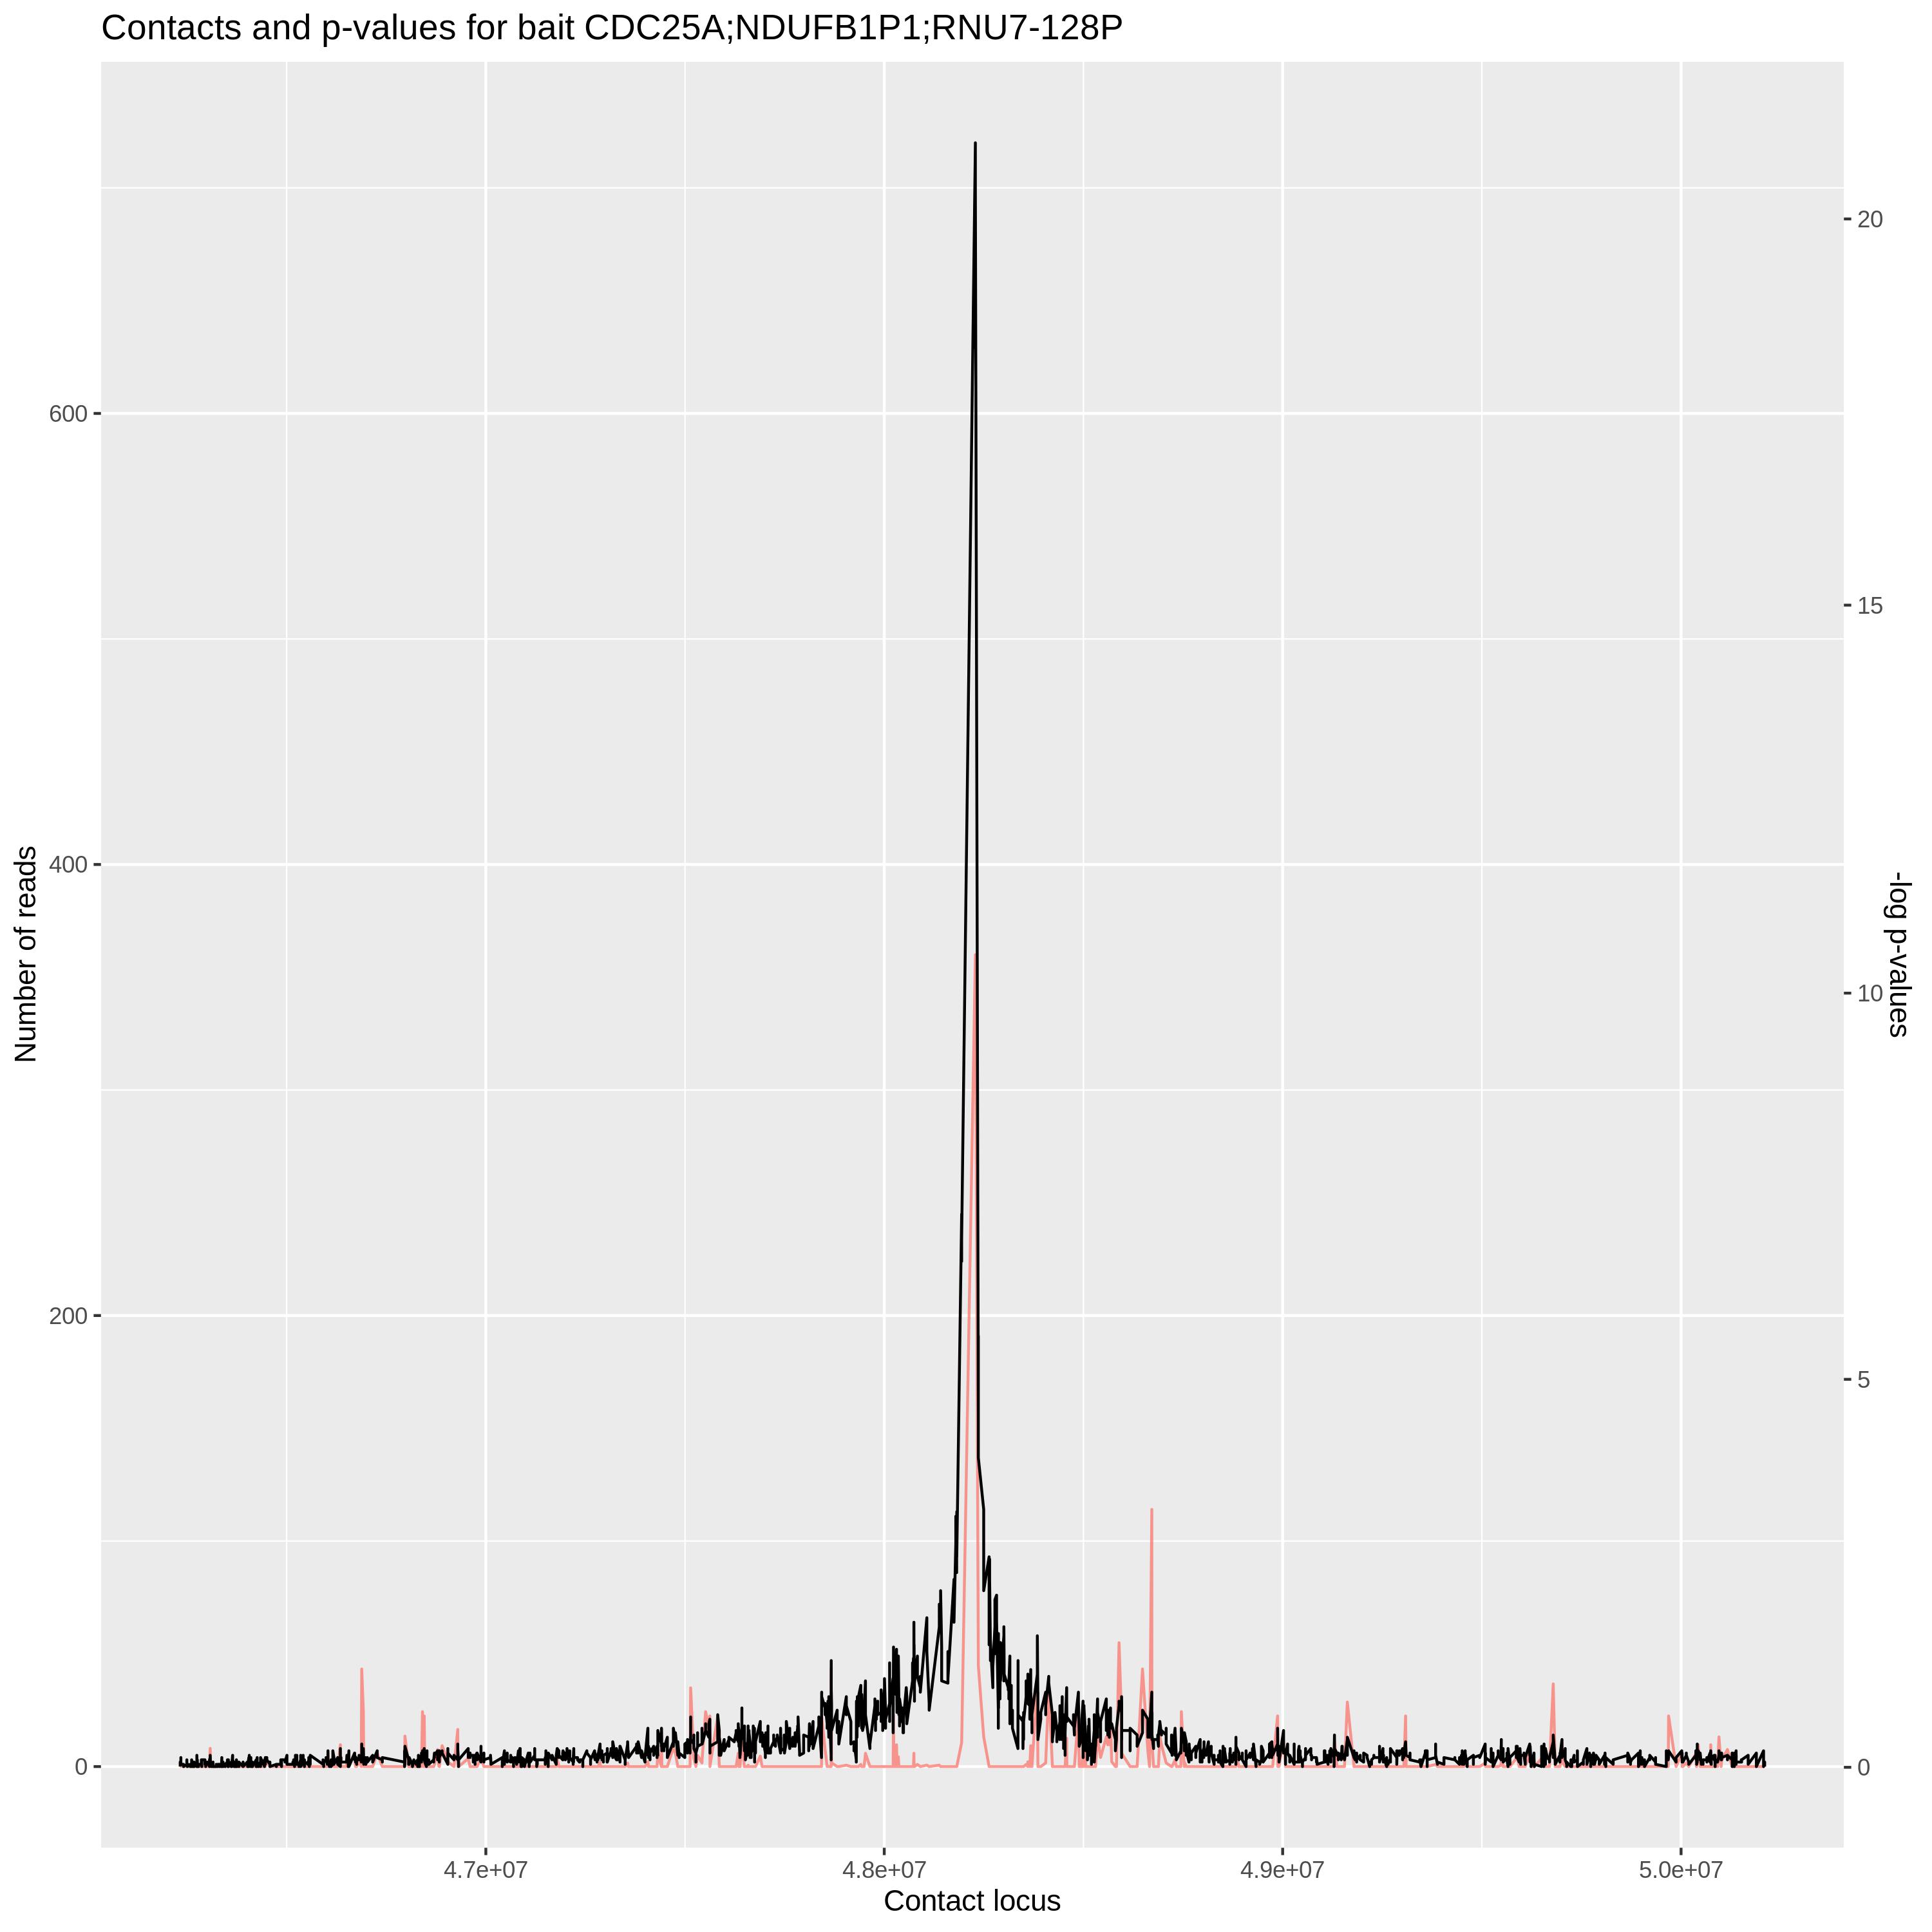 Contacts and p-values for bait CDC25A;NDUFB1P1;RNU7-128P
Number of reads
600
400
200
0
20
15
10
5
0
-log p-values
4.7e+07
4.8e+07
4.9e+07
5.0e+07
Contact locus